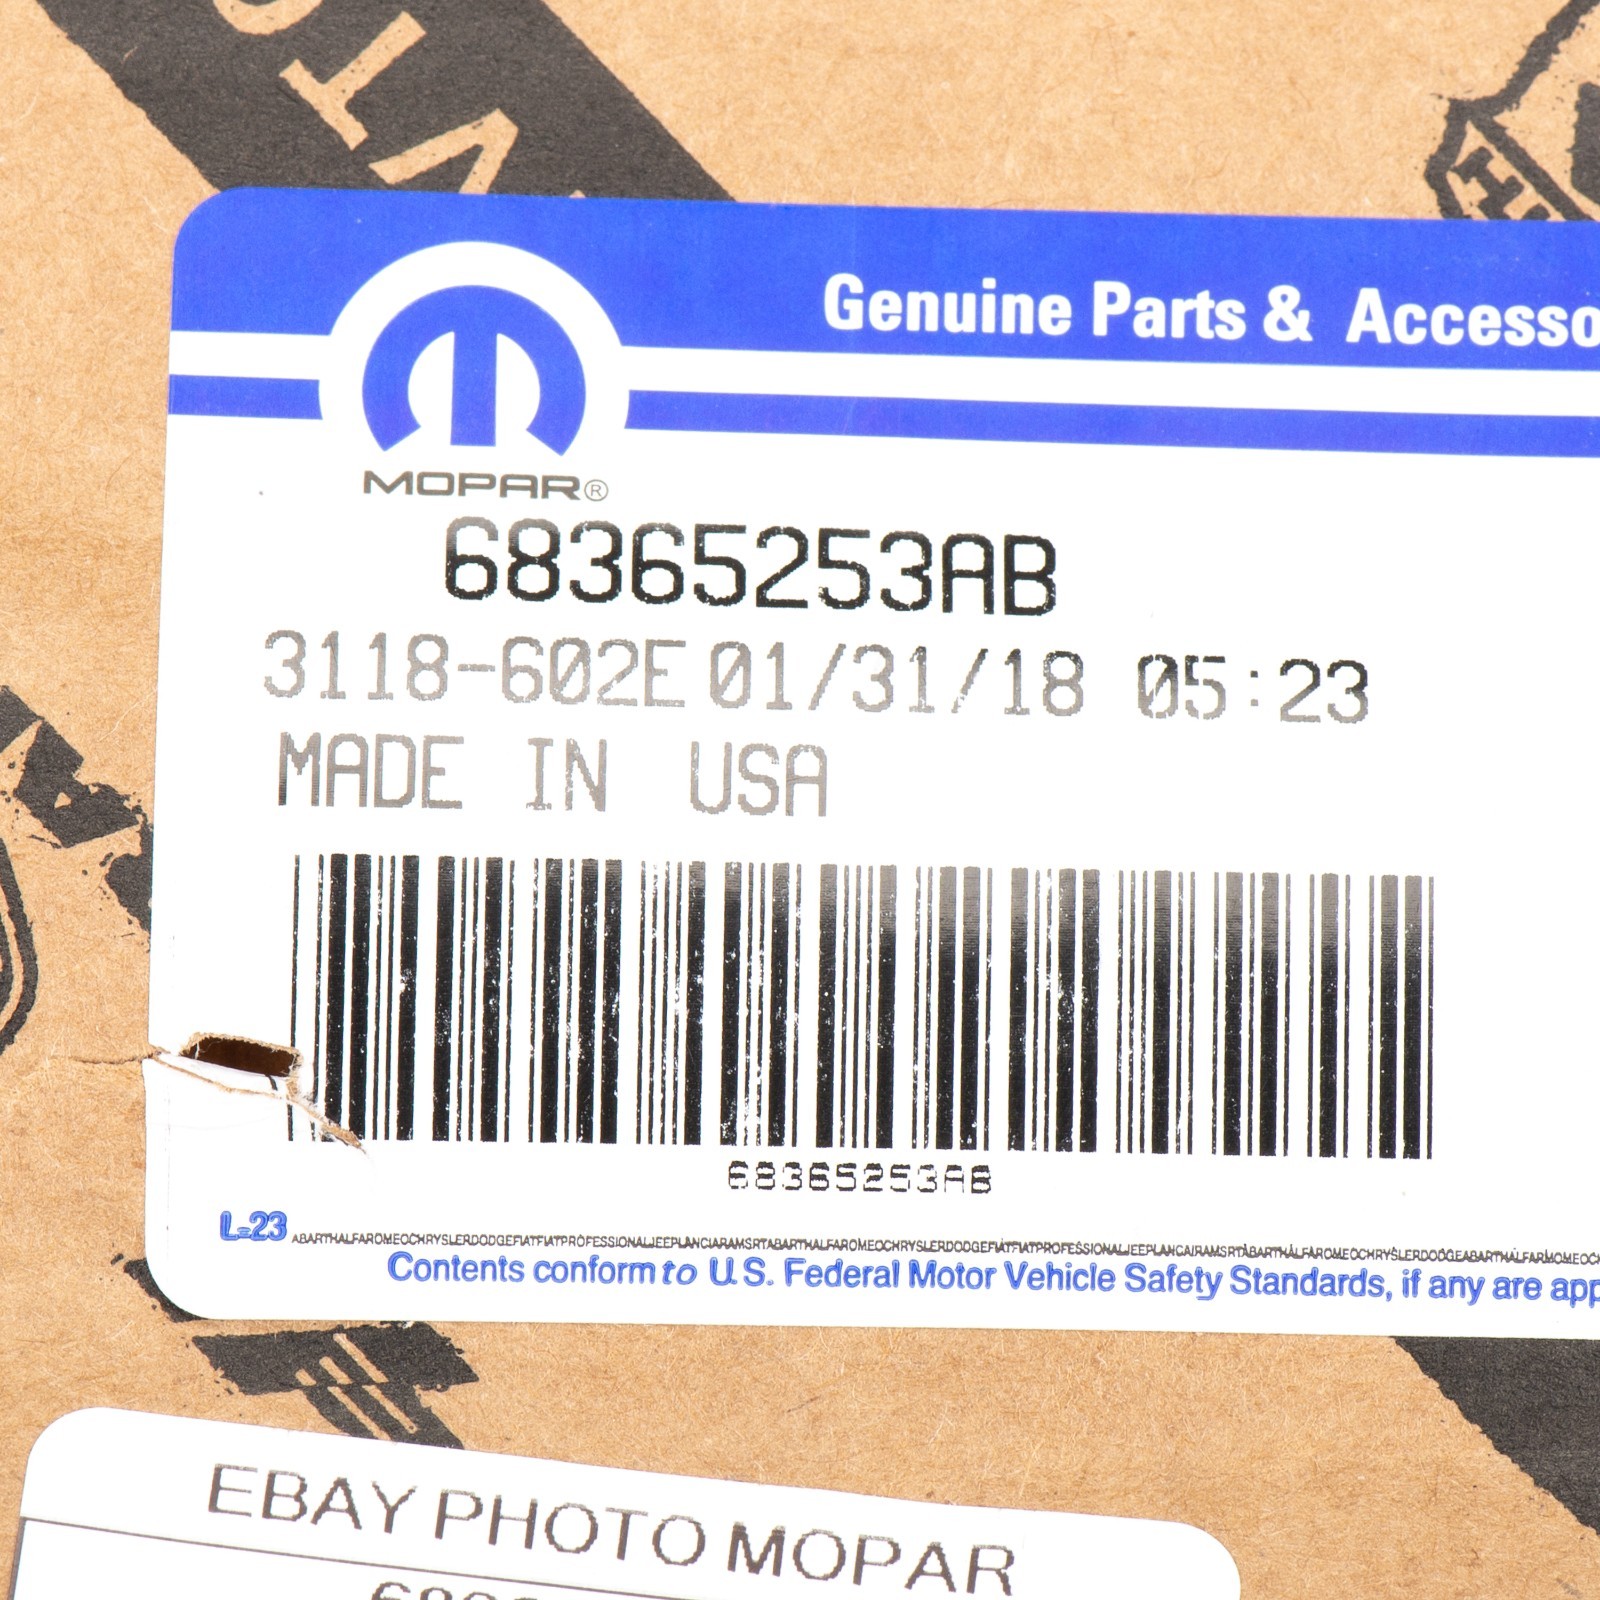 Genuine Parts & Accesso
MOPAR®
68365253AB
3118-602E 01/31/18 05:23
MADE IN USA
68365253AB
L-23
ABARTHALFAROMEOCHRYSLERDODGEFIATFIATPROFESSIONALJEEPLANCIARAMSRTABARTHALFAROMEOCHRYSLERDODGEFIATFIATPROFESSIONALJEEPLANCAIRAMSRTABARTHALFAROMEOCHRYSLERDODGEABARTHALFARMOMEOCH
Contents conform to U.S. Federal Motor Vehicle Safety Standards, if any are app
EBAY PHOTO MOPAR